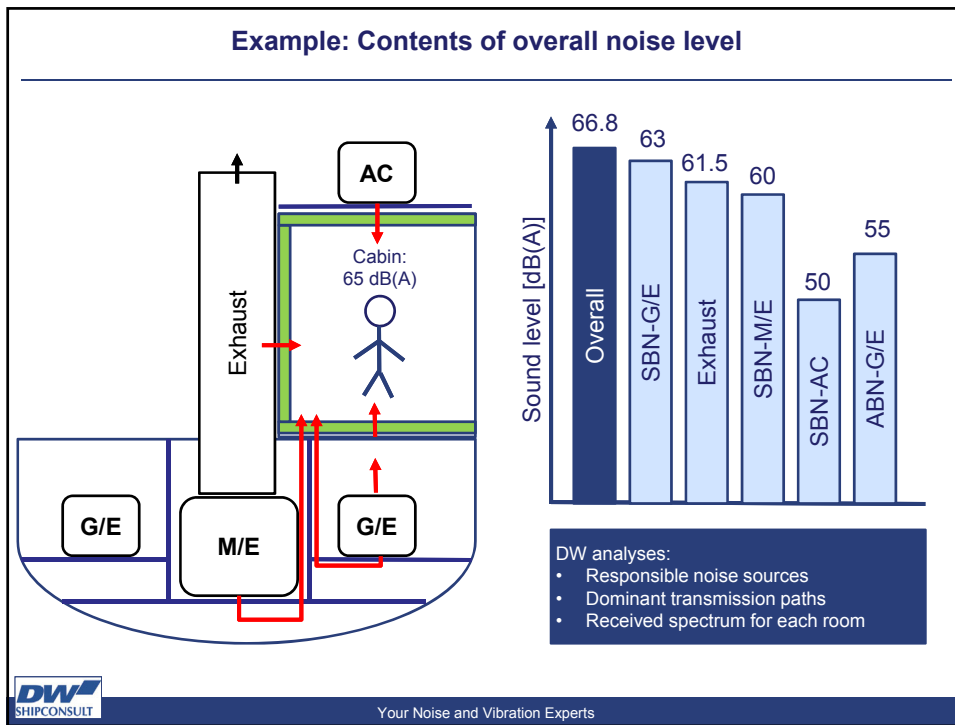 Example: Contents of overall noise level
AC
Cabin:
65 dB(A)
Exhaust
G/E
M/E
G/E
Sound level [dB(A)]
66.8
63
61.5
60
50
55
Overall
SBN-G/E
Exhaust
SBN-M/E
SBN-AC
ABN-G/E
DW analyses:
• Responsible noise sources
• Dominant transmission paths
• Received spectrum for each room
DW
SHIPCONSULT
Your Noise and Vibration Experts